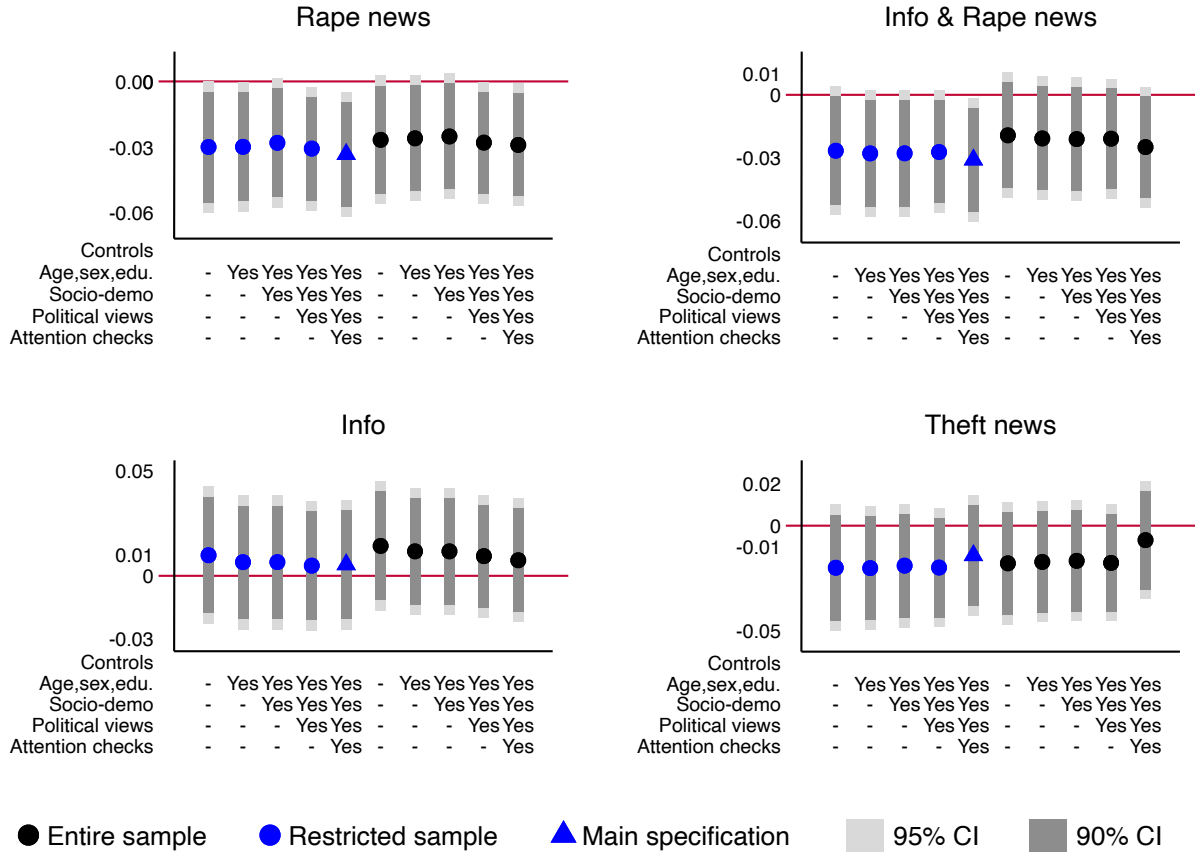 Rape news
0.00
-0.03
-0.06
Controls
Age,sex,edu. - Yes Yes Yes Yes - Yes Yes Yes Yes
Socio-demo - - Yes Yes Yes - - Yes Yes Yes
Political views - - - Yes Yes - - - Yes Yes
Attention checks - - - - Yes - - - - Yes
Info & Rape news
0.01
0
-0.03
-0.06
Controls
Age,sex,edu. - Yes Yes Yes Yes - Yes Yes Yes Yes
Socio-demo - - Yes Yes Yes - - Yes Yes Yes
Political views - - - Yes Yes - - - Yes Yes
Attention checks - - - - Yes - - - - Yes
Info
0.05
0.01
0
-0.03
Controls
Age,sex,edu. - Yes Yes Yes Yes - Yes Yes Yes Yes
Socio-demo - - Yes Yes Yes - - Yes Yes Yes
Political views - - - Yes Yes - - - Yes Yes
Attention checks - - - - Yes - - - - Yes
Theft news
0.02
0
-0.01
-0.05
Controls
Age,sex,edu. - Yes Yes Yes Yes - Yes Yes Yes Yes
Socio-demo - - Yes Yes Yes - - Yes Yes Yes
Political views - - - Yes Yes - - - Yes Yes
Attention checks - - - - Yes - - - - Yes
Entire sample Restricted sample Main specification 95% CI 90% CI